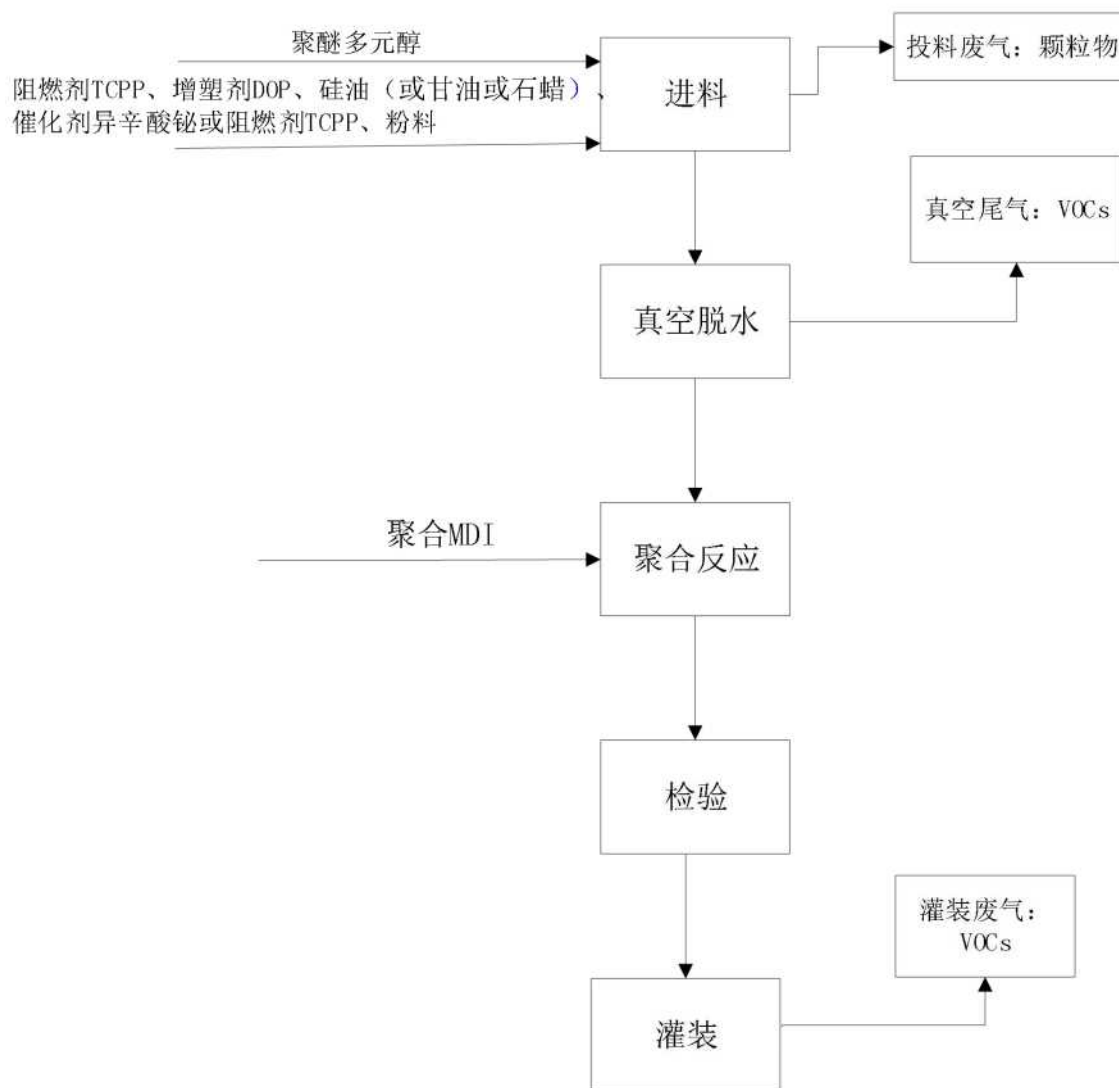 聚醚多元醇
阻燃剂TCPP、增塑剂DOP、硅油（或甘油或石蜡）、
催化剂异辛酸铋或阻燃剂TCPP、粉料
进料
投料废气：颗粒物
真空尾气：VOCs
真空脱水
聚合MDI
聚合反应
检验
灌装废气：
VOCs
灌装